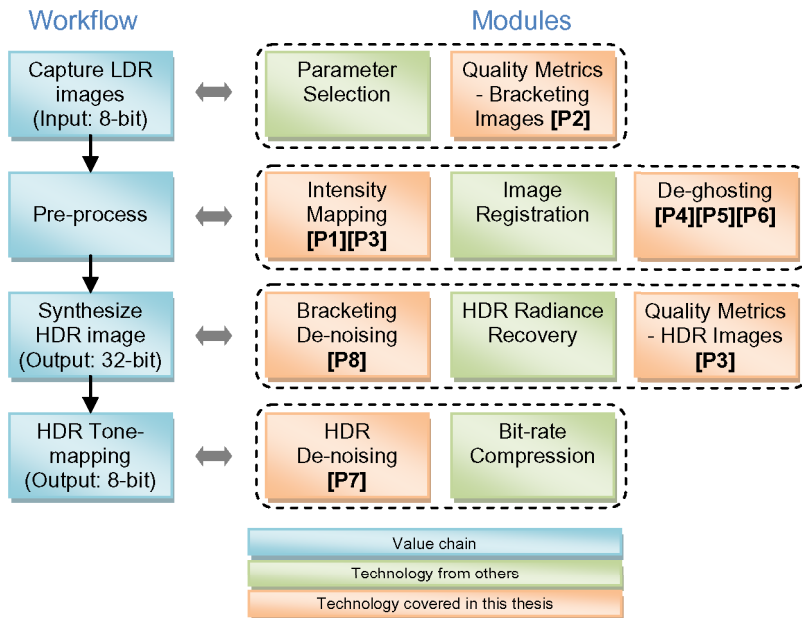 Workflow
Modules
Capture LDR
images
(Input: 8-bit)
Parameter
Selection
Quality Metrics
- Bracketing
Images [P2]
Pre-process
Intensity
Mapping
[P1][P3]
Image
Registration
De-ghosting
[P4][P5][P6]
Synthesize
HDR image
(Output: 32-bit)
Bracketing
De-noising
[P8]
HDR Radiance
Recovery
Quality Metrics
- HDR Images
[P3]
HDR Tone-
mapping
(Output: 8-bit)
HDR
De-noising
[P7]
Bit-rate
Compression
Value chain
Technology from others
Technology covered in this thesis